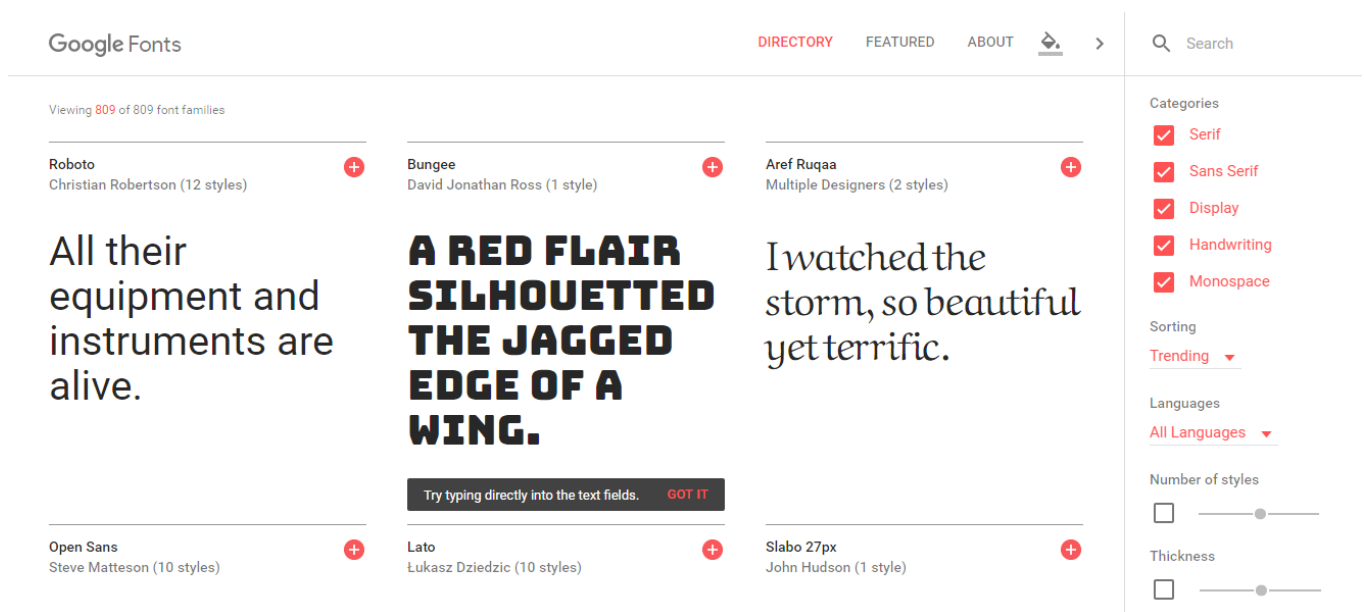 Google Fonts
DIRECTORY FEATURED ABOUT
Search
Viewing 809 of 809 font families
Roboto
Christian Robertson (12 styles)
All their
equipment and
instruments are
alive.
Bungee
David Jonathan Ross (1 style)
A RED FLAIR
SILHOUETTED
THE JAGGED
EDGE OF A
WING.
Try typing directly into the text fields. GOT IT
Aref Ruqaa
Multiple Designers (2 styles)
I watched the
storm, so beautiful
yet terrific.
Open Sans
Steve Matteson (10 styles)
Lato
Łukasz Dziedzic (10 styles)
Slabo 27px
John Hudson (1 style)
Categories
Serif
Sans Serif
Display
Handwriting
Monospace
Sorting
Trending
Languages
All Languages
Number of styles
Thickness